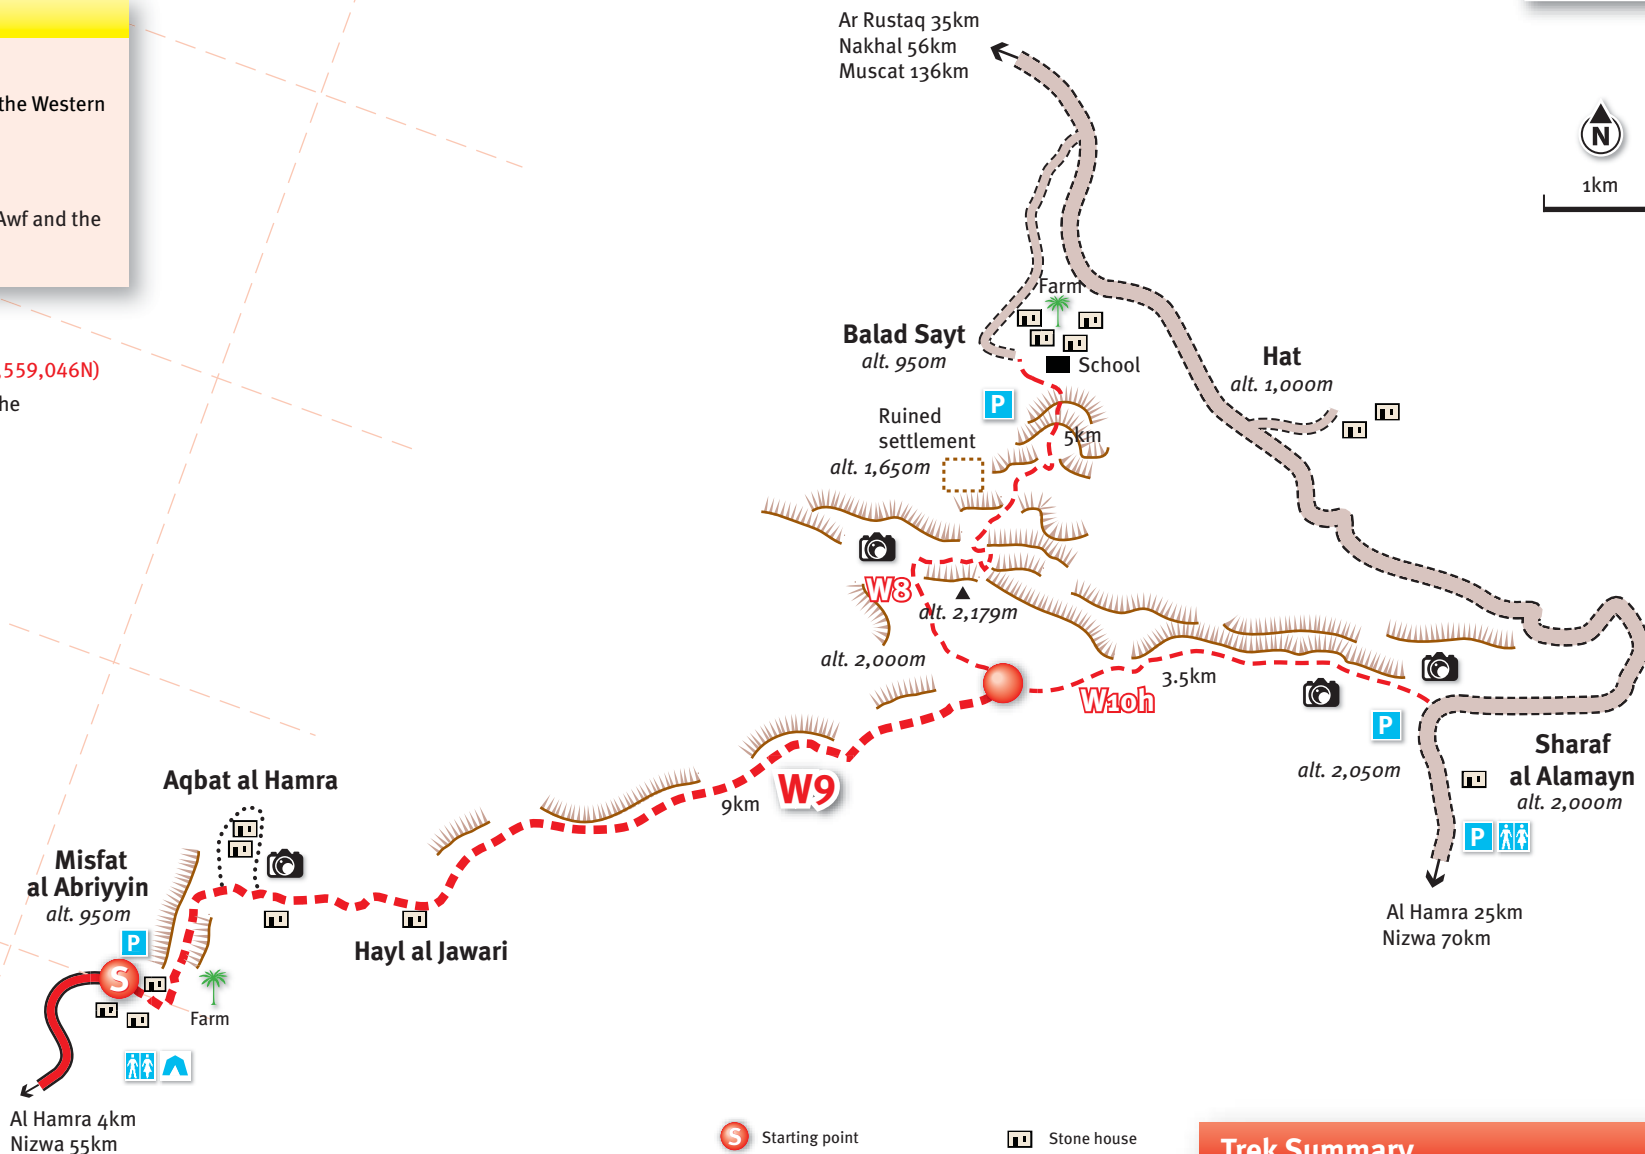 the Western
Awf and the
,559,046N)
he
Ar Rustaq 35km
Nakhal 56km
Muscat 136km
N
1km
Farm
Balad Sayt
alt. 950m
School
Hat
alt. 1,000m
P
Ruined
settlement
alt. 1,650m
5km
W8
alt. 2,179m
alt. 2,000m
3.5km
W10h
P
Sharaf
al Alamayn
alt. 2,000m
alt. 2,050m
P
Al Hamra 25km
Nizwa 70km
9km
W9
Aqbat al Hamra
Misfat
al Abriyyin
alt. 950m
P
Hayl al Jawari
S
Farm
Al Hamra 4km
Nizwa 55km
S Starting point
Stone house
Trek Summary